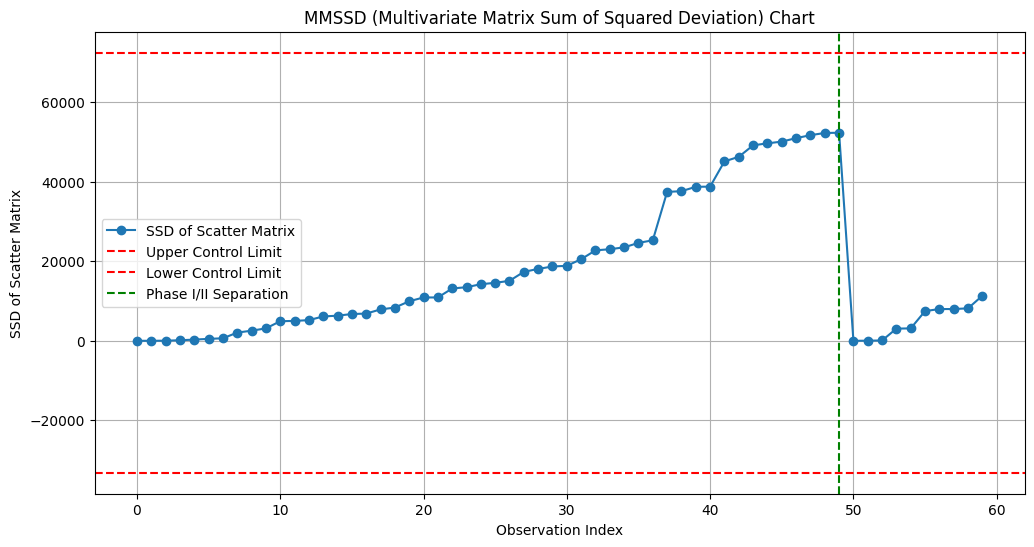 MMSSD (Multivariate Matrix Sum of Squared Deviation) Chart
SSD of Scatter Matrix
60000
40000
20000
0
−20000
SSD of Scatter Matrix
Upper Control Limit
Lower Control Limit
Phase I/II Separation
0 10 20 30 40 50 60
Observation Index